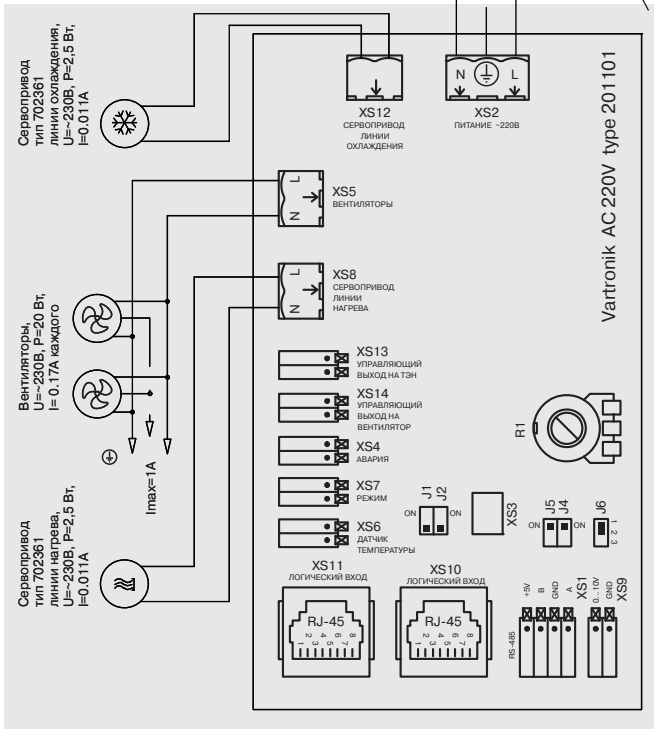 Сервопривод
тип 702361
линии охлаждения,
U=~230В, P=2,5 Вт,
I=0.011А
XS12
СЕРВОПРИВОД
ЛИНИИ
ОХЛАЖДЕНИЯ
N L
XS2
ПИТАНИЕ ~220В
Vartronik AC 220V type 201101
L
N
XS5
ВЕНТИЛЯТОРЫ
L
N
XS8
СЕРВОПРИВОД
ЛИНИИ
НАГРЕВА
Вентиляторы,
U=~230В, P=20 Вт,
I= 0.17А каждого
Imax=1А
XS13
УПРАВЛЯЮЩИЙ
ВЫХОД НА ТЭН
XS14
УПРАВЛЯЮЩИЙ
ВЫХОД НА
ВЕНТИЛЯТОР
XS4
АВАРИЯ
XS7
РЕЖИМ
XS6
ДАТЧИК
ТЕМПЕРАТУРЫ
R1
J1
J2
ON
ON
XS3
J5
J4
ON
ON
J6
1
2
3
Сервопривод
тип 702361
линии нагрева,
U=~230В, P=2,5 Вт,
I=0.011А
XS11
ЛОГИЧЕСКИЙ ВХОД
RJ-45
1 2 3 4 5 6 7 8
XS10
ЛОГИЧЕСКИЙ ВХОД
RJ-45
1 2 3 4 5 6 7 8
RS-485
+5V
B
GND
A
XS1
0...10V
GND
XS9